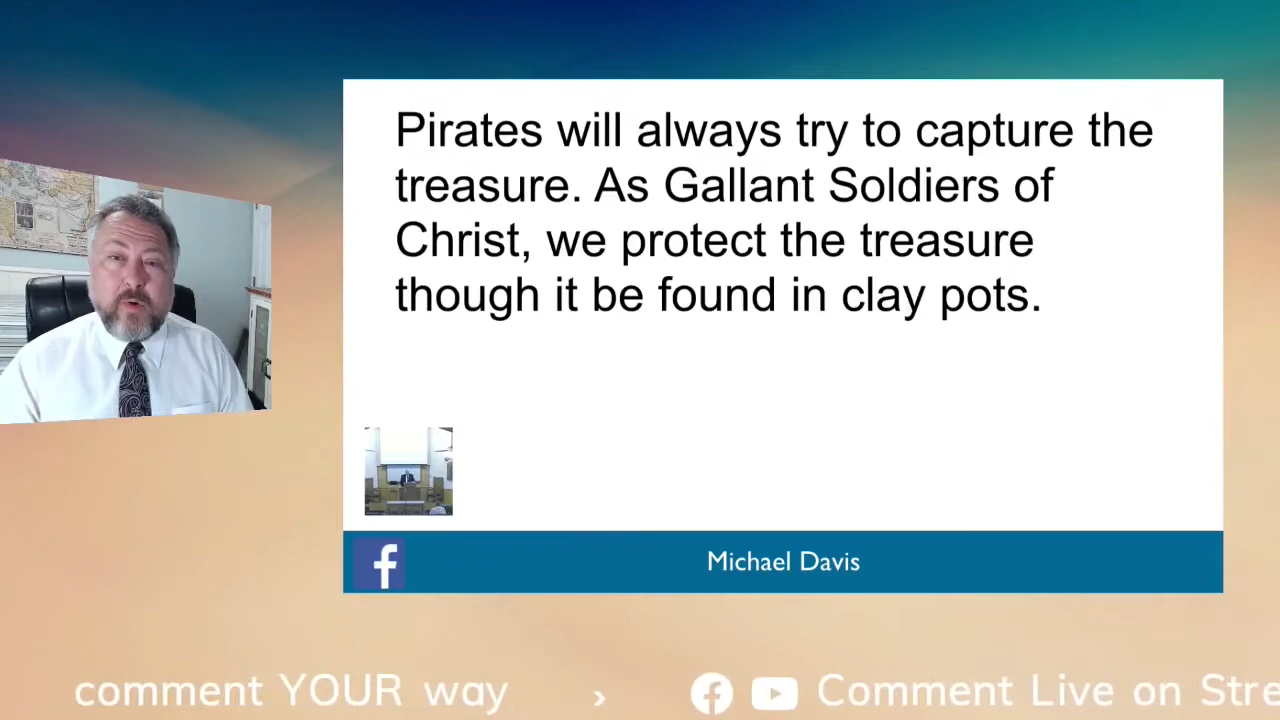 Pirates will always try to capture the
treasure. As Gallant Soldiers of
Christ, we protect the treasure
though it be found in clay pots.
Michael Davis
comment YOUR way › Comment Live on Stre